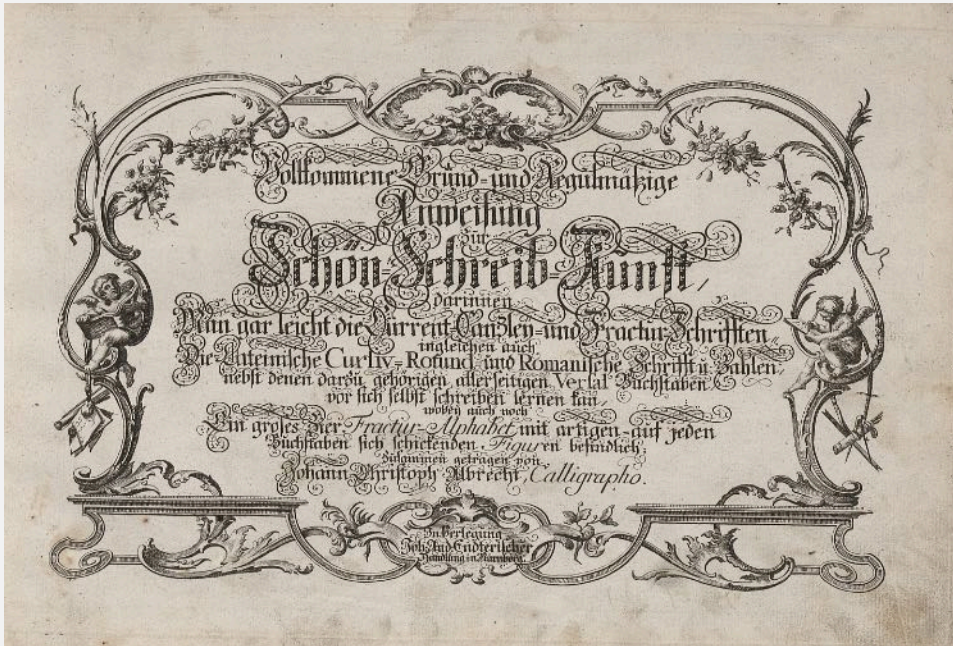 Vollkommene Grund- und Regulmäßige
Anweisung
zur
Schön-Schreib-Kunst,
darinnen
Man gar leicht die Current-Canzley- und Fractur-Schrifften,
ingleichen auch
Die Lateinische Cursiv- Rotund- und Romanische Schrifft u. Zahlen,
nebst denen darzu gehörigen allerseitigen Versal Buchstaben
vor sich selbst schreiben lernen kan,
wobey auch noch
Ein großes Zier Fractur-Alphabet mit artigen-auf jeden
Buchstaben sich schickenden Figuren befindlich;
zusammen getragen von
Johann Christoph Albrecht, Calligrapho.
In Verlegung
Joh. And. Endterischer
Handlung in Nürnberg.